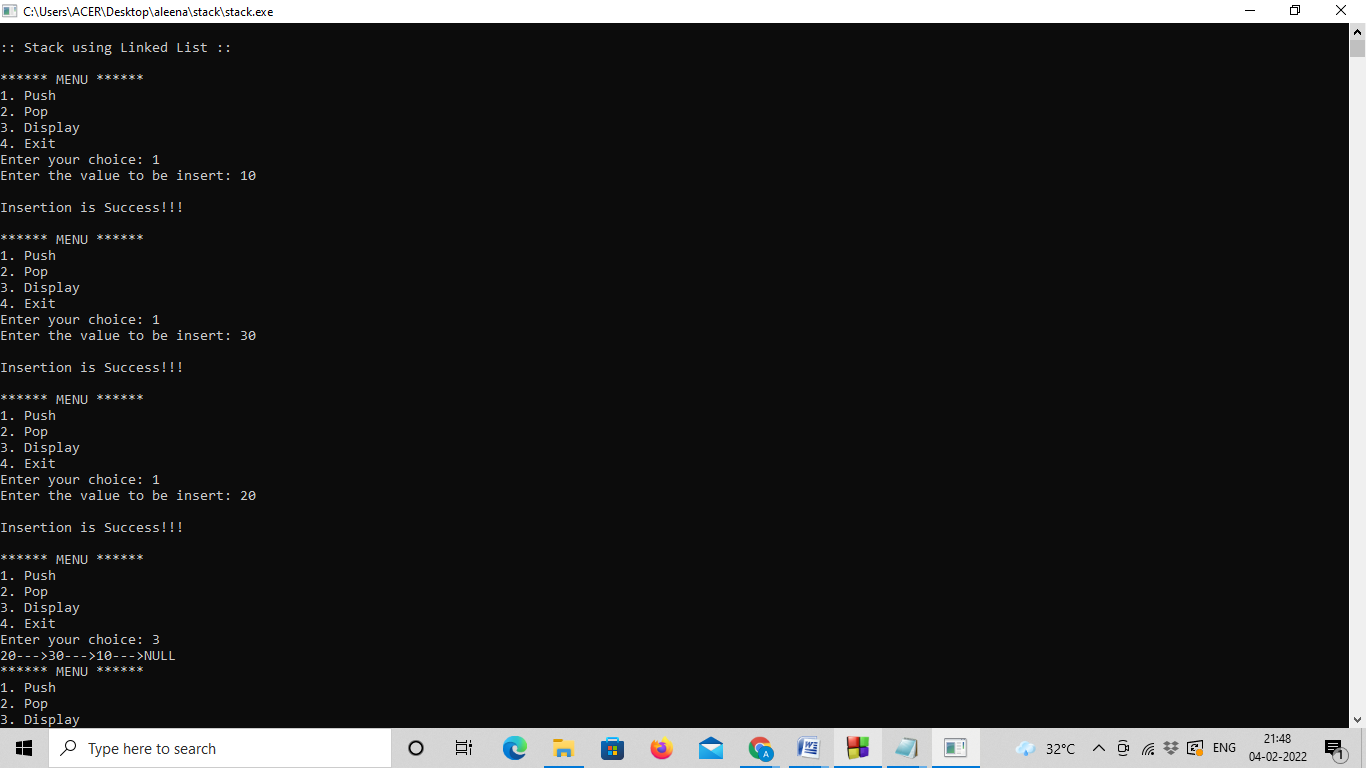 C:\Users\ACER\Desktop\aleena\stack\stack.exe
:: Stack using Linked List ::
****** MENU ******
1. Push
2. Pop
3. Display
4. Exit
Enter your choice: 1
Enter the value to be insert: 10
Insertion is Success!!!
****** MENU ******
1. Push
2. Pop
3. Display
4. Exit
Enter your choice: 1
Enter the value to be insert: 30
Insertion is Success!!!
****** MENU ******
1. Push
2. Pop
3. Display
4. Exit
Enter your choice: 1
Enter the value to be insert: 20
Insertion is Success!!!
****** MENU ******
1. Push
2. Pop
3. Display
4. Exit
Enter your choice: 3
20--->30--->10--->NULL
****** MENU ******
1. Push
2. Pop
3. Display
Type here to search
A
W
32°C
ENG
21:48
04-02-2022
1